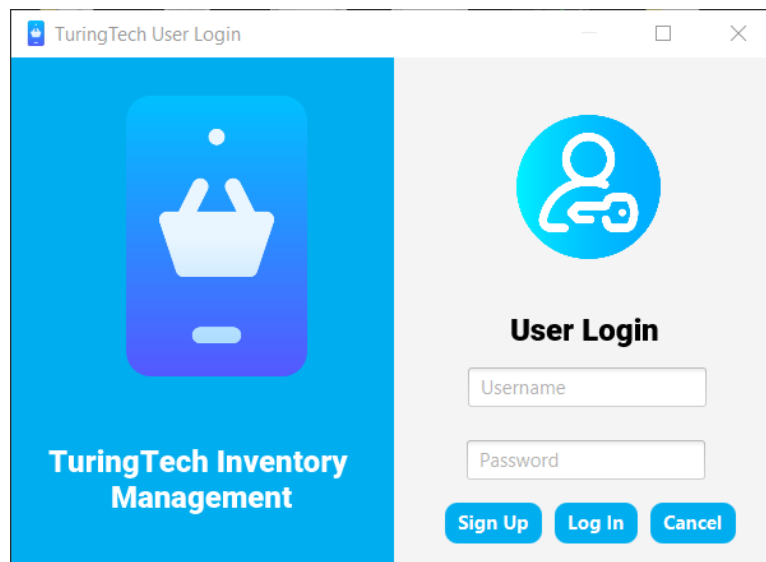 TuringTech User Login
TuringTech Inventory
Management
User Login
Username
Password
Sign Up
Log In
Cancel